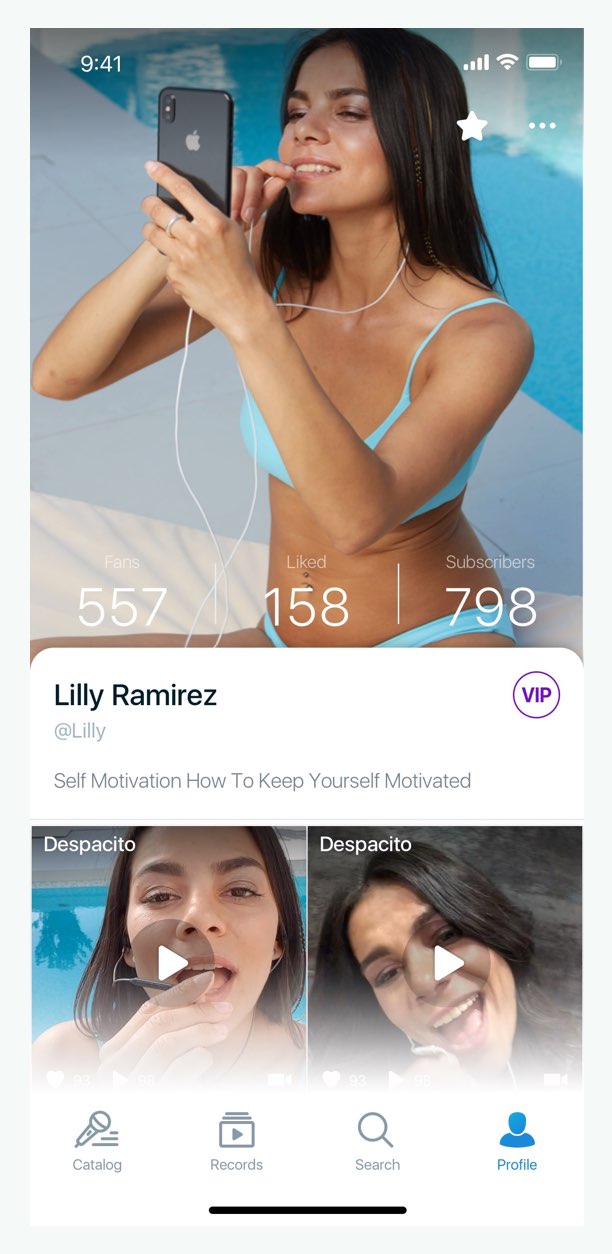 9:41
Fans Liked Subscribers
557 158 798
Lilly Ramirez VIP
@Lilly
Self Motivation How To Keep Yourself Motivated
Despacito Despacito
93 98 93 98
Catalog Records Search Profile